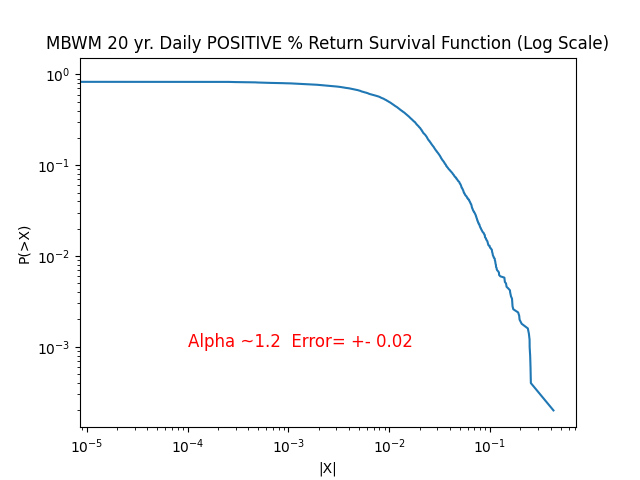 MBWM 20 yr. Daily POSITIVE % Return Survival Function (Log Scale)
10⁰
10⁻¹
10⁻²
10⁻³
P(>X)
Alpha ~1.2  Error= +- 0.02
10⁻⁵ 10⁻⁴ 10⁻³ 10⁻² 10⁻¹
|X|